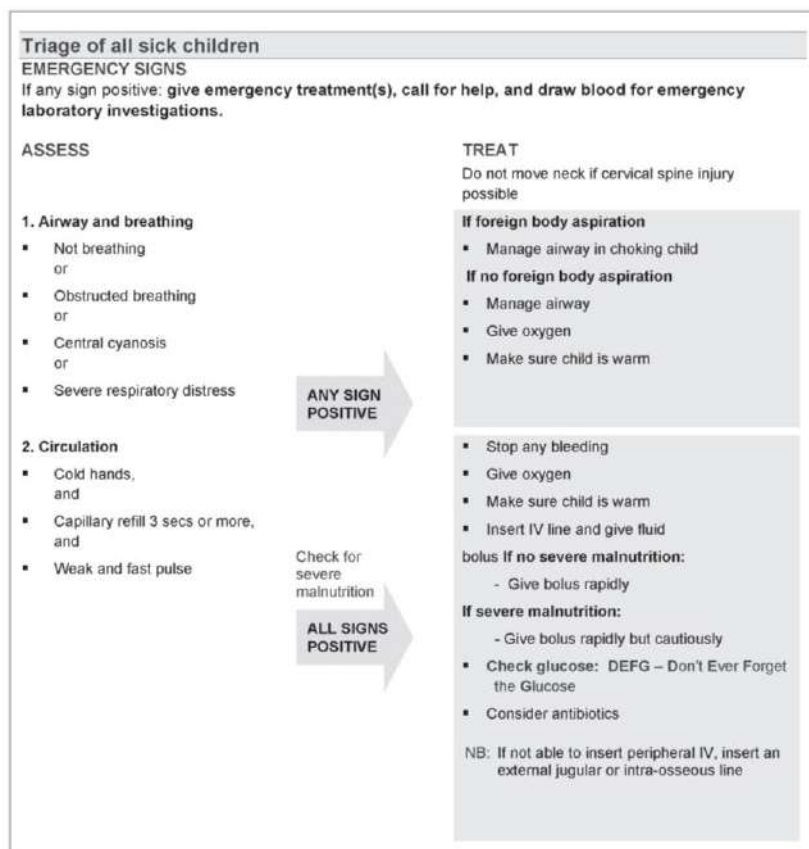 Triage of all sick children
EMERGENCY SIGNS
If any sign positive: give emergency treatment(s), call for help, and draw blood for emergency
laboratory investigations.
ASSESS
1. Airway and breathing
▪ Not breathing
or
▪ Obstructed breathing
or
▪ Central cyanosis
or
▪ Severe respiratory distress
ANY SIGN
POSITIVE
TREAT
Do not move neck if cervical spine injury
possible
If foreign body aspiration
▪ Manage airway in choking child
If no foreign body aspiration
▪ Manage airway
▪ Give oxygen
▪ Make sure child is warm
2. Circulation
▪ Cold hands,
and
▪ Capillary refill 3 secs or more,
and
▪ Weak and fast pulse
Check for
severe
malnutrition
ALL SIGNS
POSITIVE
▪ Stop any bleeding
▪ Give oxygen
▪ Make sure child is warm
▪ Insert IV line and give fluid
bolus If no severe malnutrition:
- Give bolus rapidly
If severe malnutrition:
- Give bolus rapidly but cautiously
▪ Check glucose: DEFG – Don't Ever Forget
the Glucose
▪ Consider antibiotics
NB: If not able to insert peripheral IV, insert an
external jugular or intra-osseous line